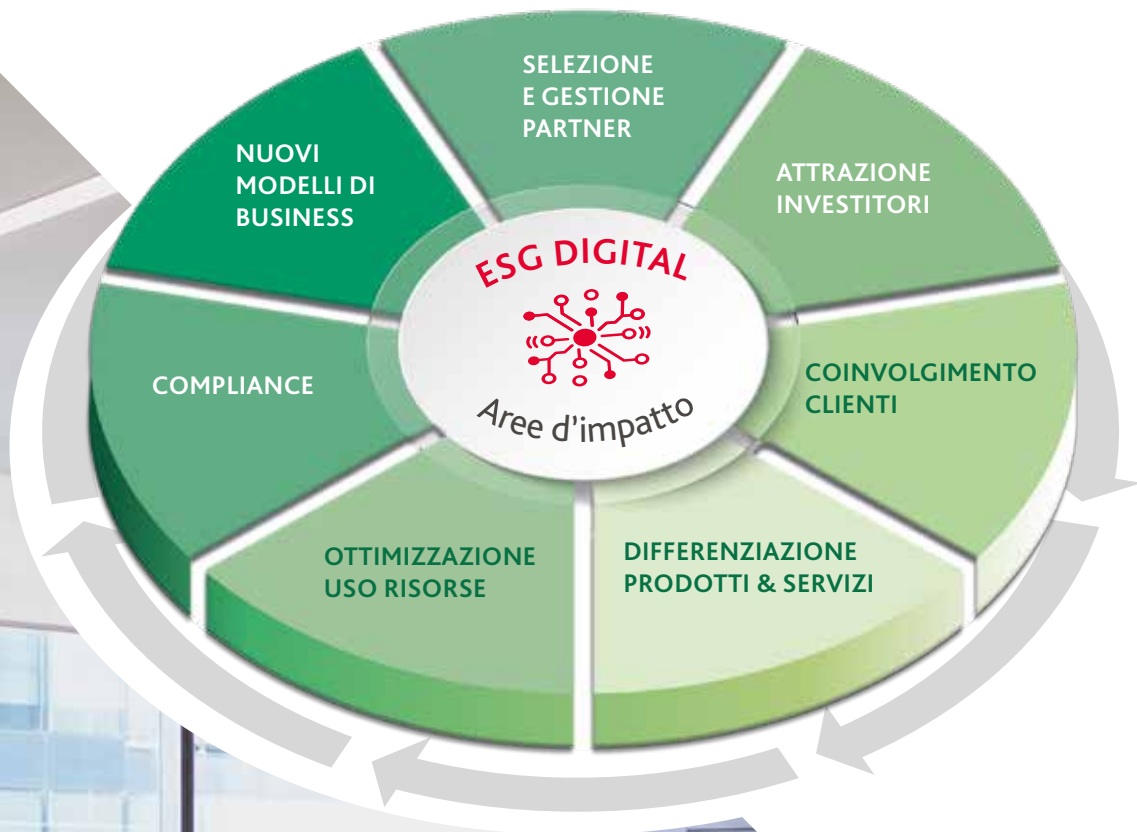 SELEZIONE
E GESTIONE
PARTNER
ATTRAZIONE
INVESTITORI
COINVOLGIMENTO
CLIENTI
DIFFERENZIAZIONE
PRODOTTI & SERVIZI
OTTIMIZZAZIONE
USO RISORSE
COMPLIANCE
NUOVI
MODELLI DI
BUSINESS
ESG DIGITAL
Aree d'impatto